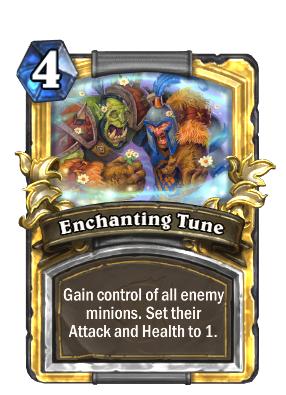 4
Enchanting Tune
Gain control of all enemy
minions. Set their
Attack and Health to 1.